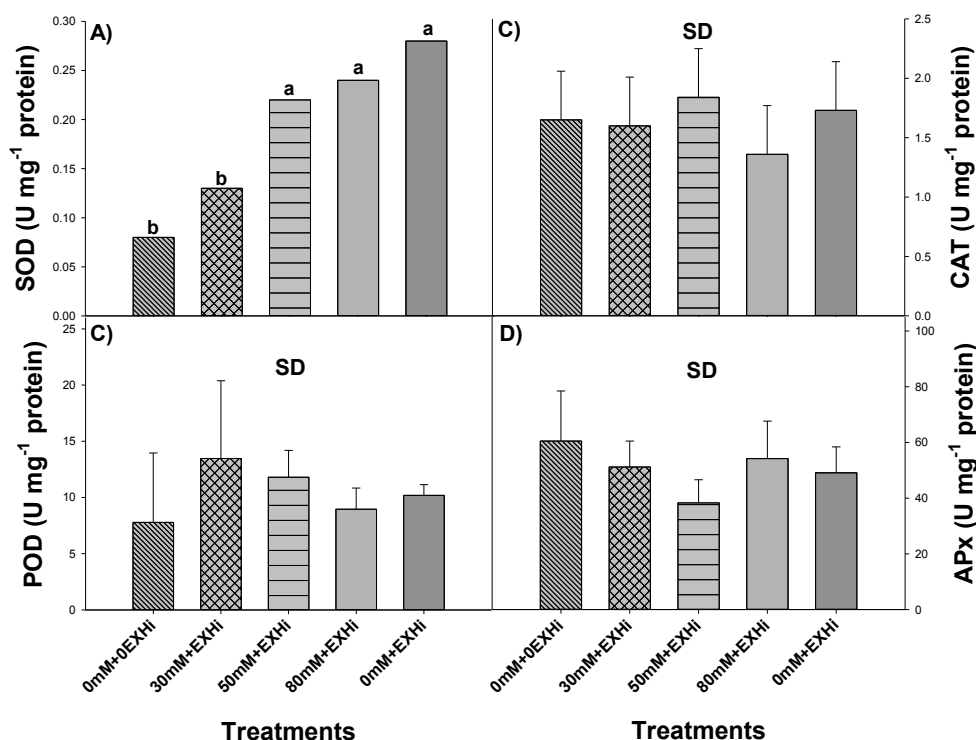 A)
SOD (U mg⁻¹ protein)
0.30
0.25
0.20
0.15
0.10
0.05
0.00
b
b
a
a
a
C)
SD
CAT (U mg⁻¹ protein)
2.5
2.0
1.5
1.0
0.5
0.0
C)
SD
POD (U mg⁻¹ protein)
25
20
15
10
5
0
0mM+0EXHi
30mM+EXHi
50mM+EXHi
80mM+EXHi
0mM+EXHi
Treatments
D)
SD
APx (U mg⁻¹ protein)
100
80
60
40
20
0
0mM+0EXHi
30mM+EXHi
50mM+EXHi
80mM+EXHi
0mM+EXHi
Treatments